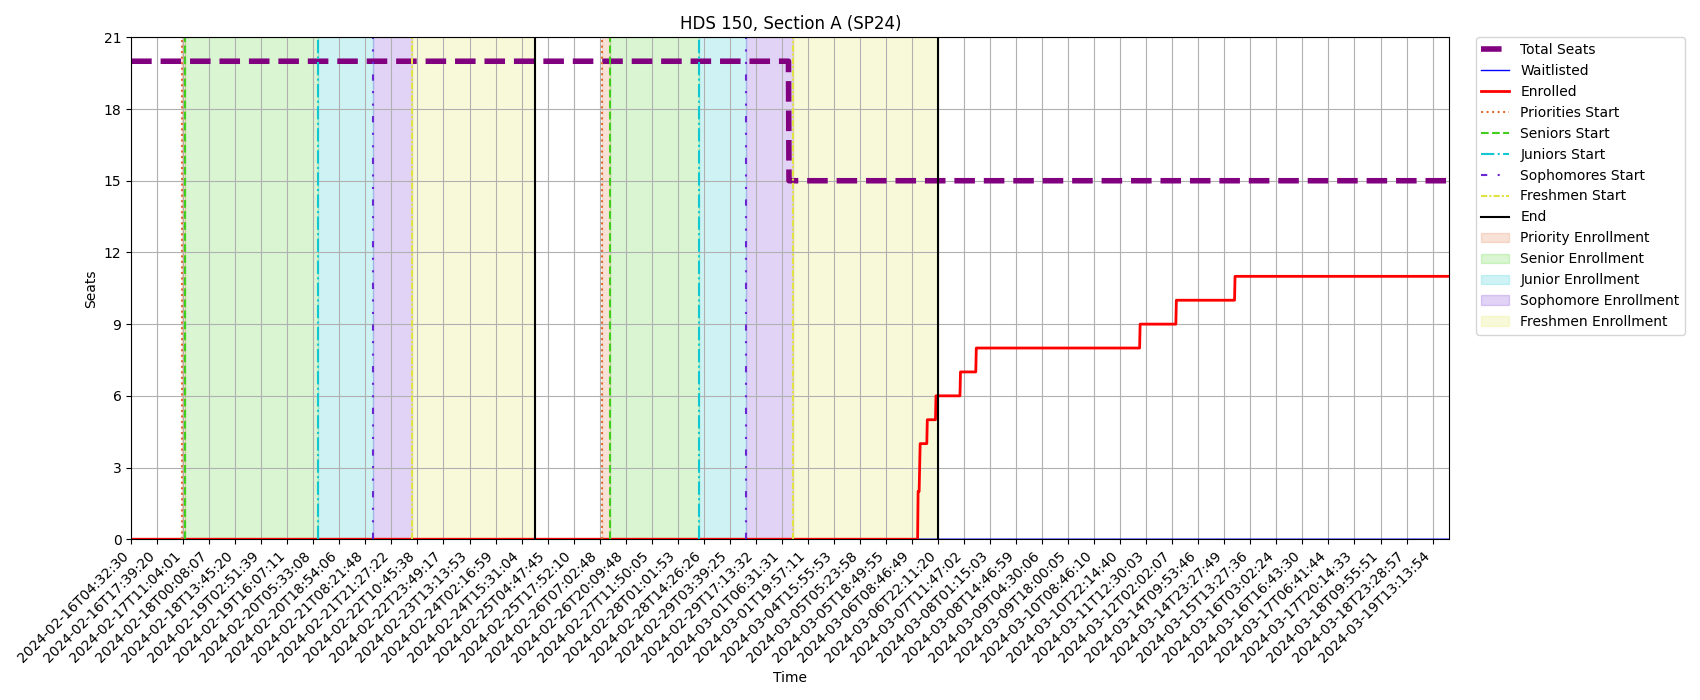 HDS 150, Section A (SP24)
21
18
15
12
9
6
3
0
Seats
2024-02-16T04:32:30
2024-02-16T17:39:20
2024-02-17T11:04:01
2024-02-18T00:08:07
2024-02-18T13:45:20
2024-02-19T02:51:39
2024-02-19T16:07:11
2024-02-20T05:33:08
2024-02-20T18:54:06
2024-02-21T08:21:48
2024-02-21T21:27:22
2024-02-22T10:45:38
2024-02-22T23:49:17
2024-02-23T13:13:53
2024-02-24T02:16:59
2024-02-24T15:31:04
2024-02-25T04:47:45
2024-02-25T17:52:10
2024-02-26T07:02:48
2024-02-26T20:09:48
2024-02-27T11:50:05
2024-02-28T01:01:53
2024-02-28T14:26:26
2024-02-29T03:39:25
2024-02-29T17:13:32
2024-03-01T06:31:31
2024-03-01T19:57:11
2024-03-04T15:55:53
2024-03-05T05:23:58
2024-03-05T18:49:55
2024-03-06T08:46:49
2024-03-06T22:11:20
2024-03-07T11:47:02
2024-03-08T01:15:03
2024-03-08T14:46:59
2024-03-09T04:30:06
2024-03-09T18:00:05
2024-03-10T08:46:10
2024-03-10T22:14:40
2024-03-11T12:30:03
2024-03-12T02:02:07
2024-03-14T09:53:46
2024-03-14T23:27:49
2024-03-15T13:27:36
2024-03-16T03:02:24
2024-03-16T16:43:30
2024-03-17T06:41:44
2024-03-17T20:14:33
2024-03-18T09:55:51
2024-03-18T23:28:57
2024-03-19T13:13:54
Time
Total Seats
Waitlisted
Enrolled
Priorities Start
Seniors Start
Juniors Start
Sophomores Start
Freshmen Start
End
Priority Enrollment
Senior Enrollment
Junior Enrollment
Sophomore Enrollment
Freshmen Enrollment